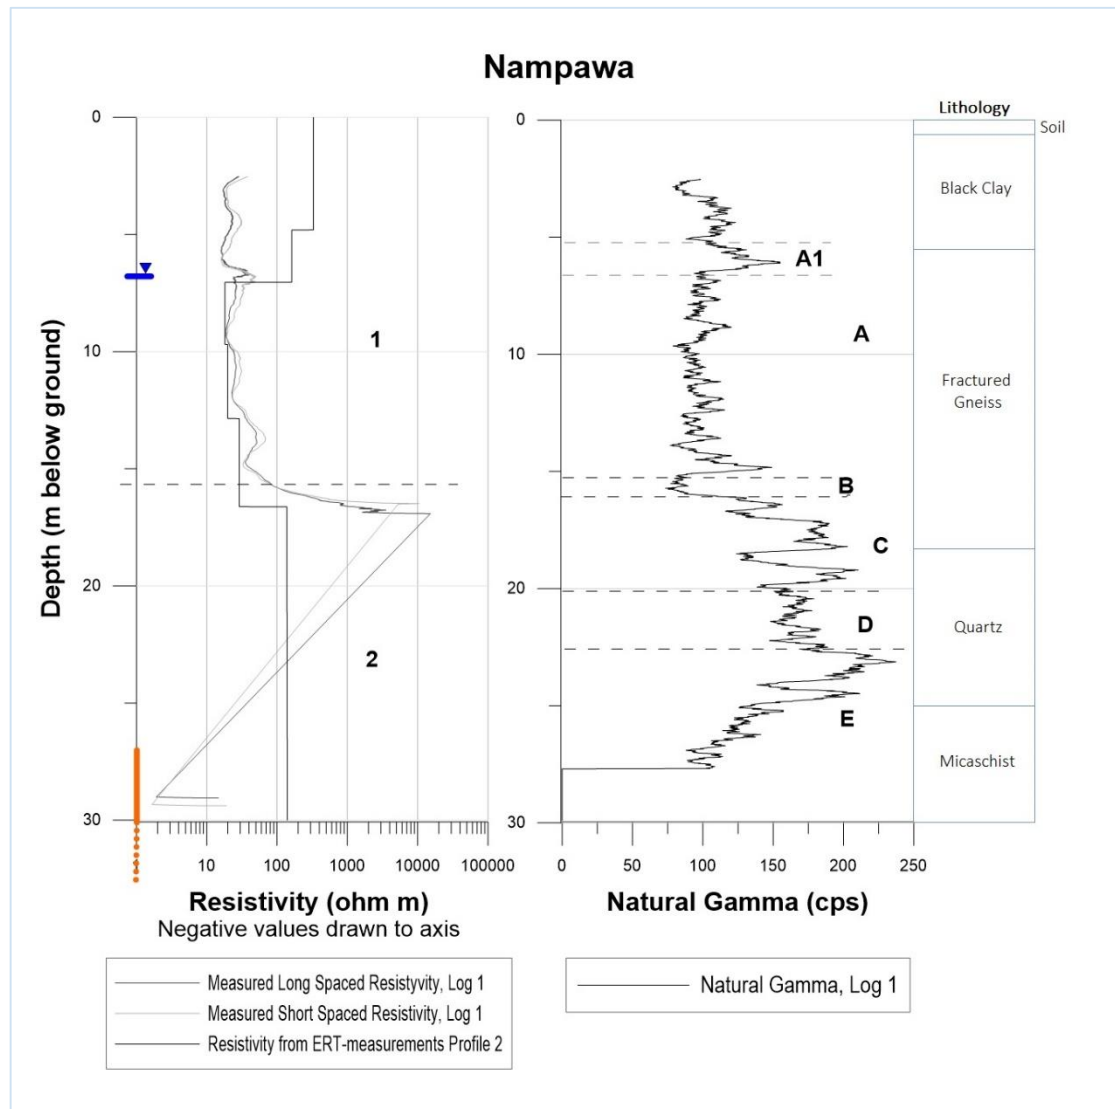 Nampawa
Lithology
0
10
20
30
Depth (m below ground)
1
2
10
100
1000
10000
100000
Resistivity (ohm m)
Negative values drawn to axis
Measured Long Spaced Resistyvity, Log 1
Measured Short Spaced Resistivity, Log 1
Resistivity from ERT-measurements Profile 2
0
10
20
30
A1
A
B
C
D
E
0
50
100
150
200
250
Natural Gamma (cps)
Natural Gamma, Log 1
Soil
Black Clay
Fractured
Gneiss
Quartz
Micaschist